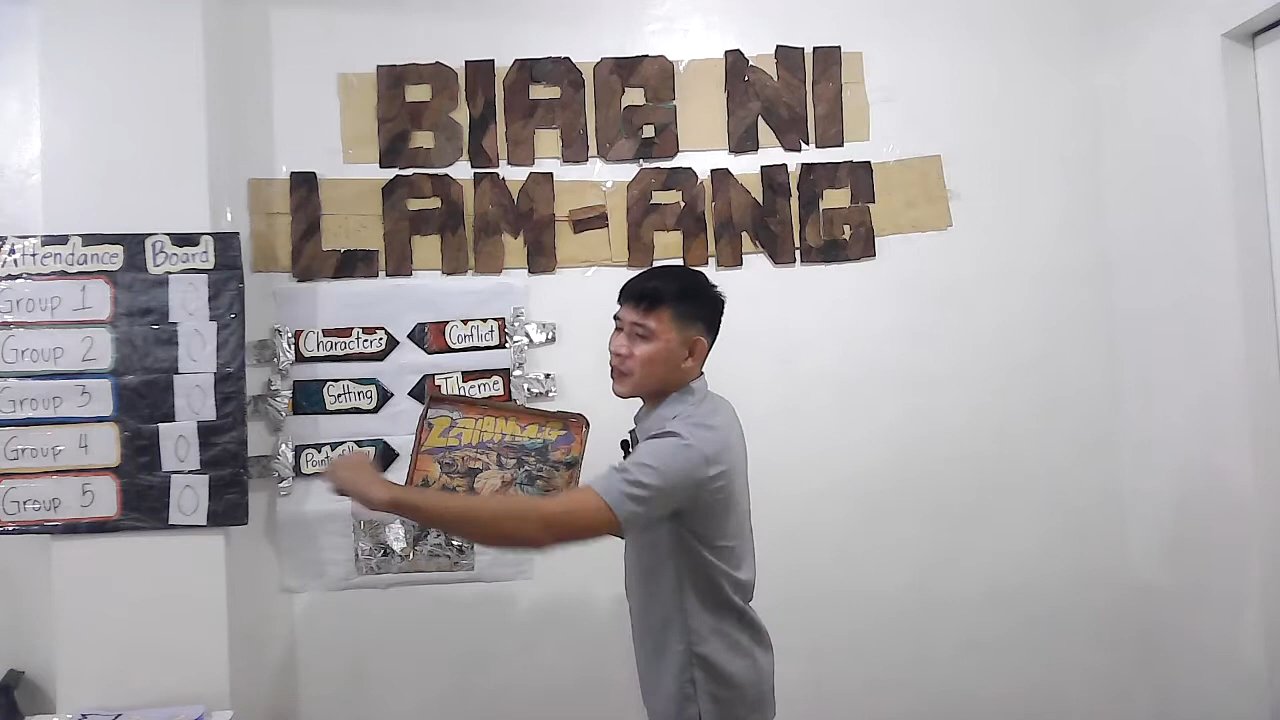 BIAG NI
LAM-ANG
Attendance Board
Group 1 0
Group 2 0
Group 3 0
Group 4 0
Group 5 0
Characters
Conflict
Setting
Theme